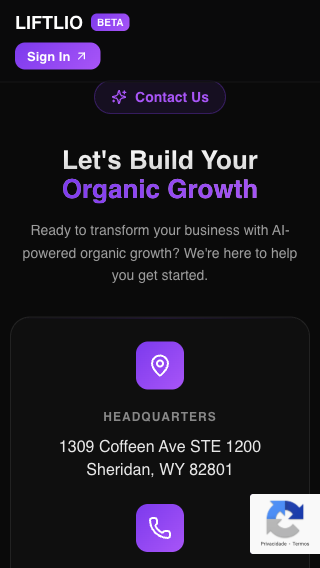 LIFTLIO BETA
Sign In
Contact Us
Let's Build Your
Organic Growth
Ready to transform your business with AI-
powered organic growth? We're here to help
you get started.
HEADQUARTERS
1309 Coffeen Ave STE 1200
Sheridan, WY 82801
Privacidade - Termos